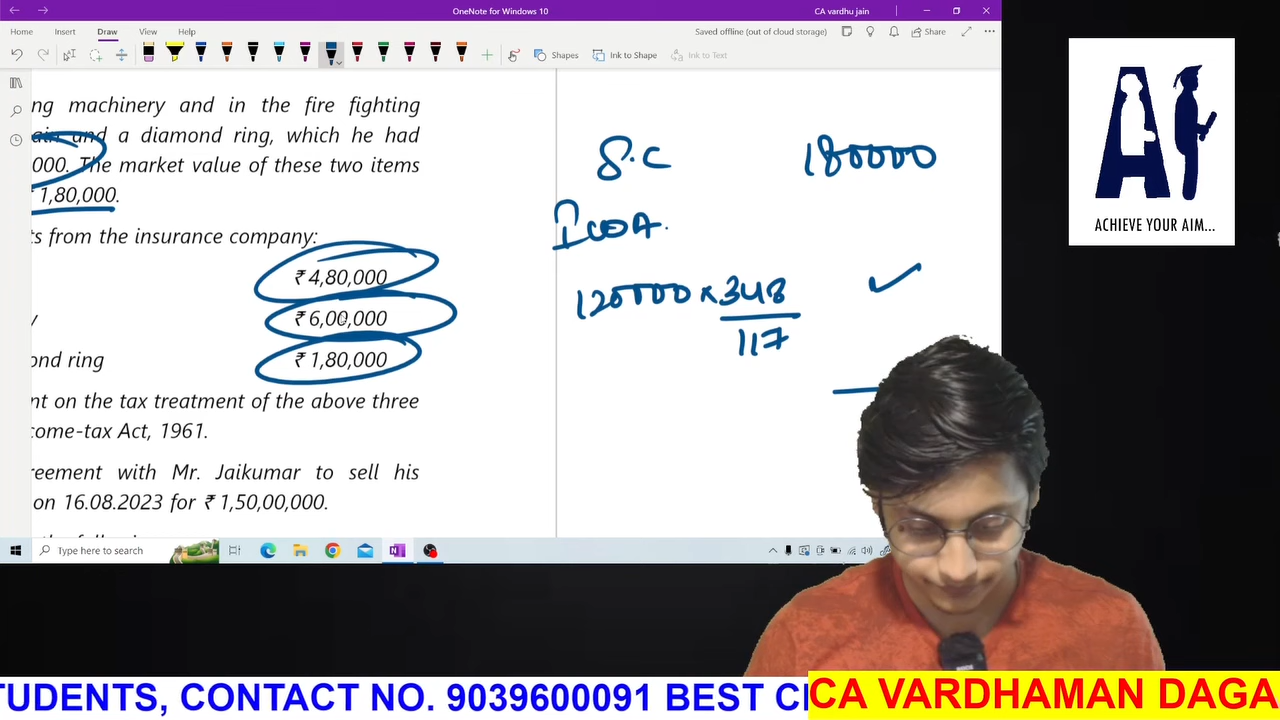 OneNote for Windows 10
CA vardhu jain
Home Insert Draw View Help
Saved offline (out of cloud storage)
Share
Shapes
Ink to Shape
Ink to Text
ng machinery and in the fire fighting
and a diamond ring, which he had
000. The market value of these two items
₹ 1,80,000.
ts from the insurance company:
₹ 4,80,000
y ₹ 6,00,000
ond ring ₹ 1,80,000
nt on the tax treatment of the above three
come-tax Act, 1961.
reement with Mr. Jaikumar to sell his
on 16.08.2023 for ₹ 1,50,00,000.
S.C 180000
ICOA.
120000 × 348
117
Type here to search
A
ACHIEVE YOUR AIM...
TUDENTS, CONTACT NO. 9039600091 BEST C
CA VARDHAMAN DAGA